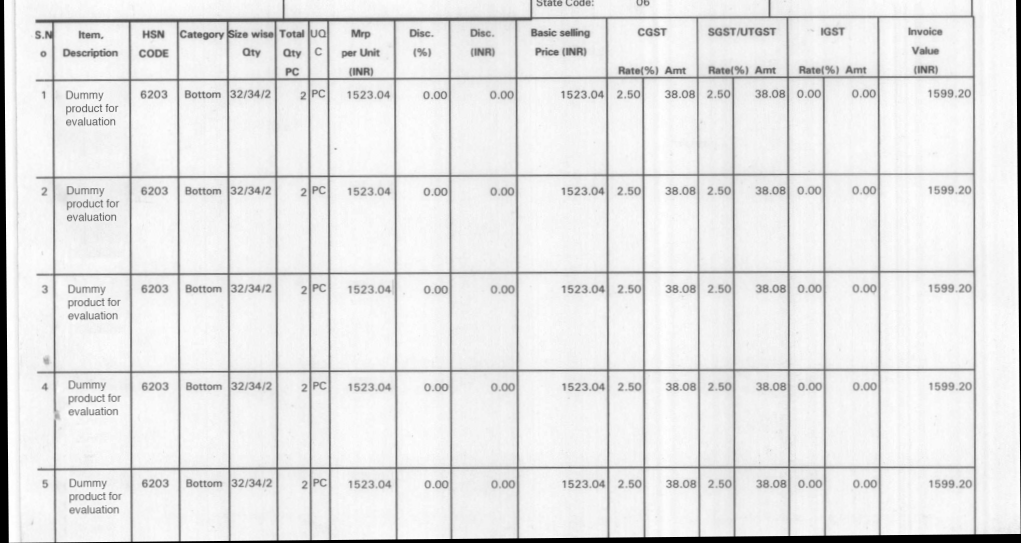 State Code: 06
S.N Item, HSN Category Size wise Total UQ Mrp Disc. Disc. Basic selling CGST SGST/UTGST IGST Invoice
o Description CODE Qty Qty C per Unit (%) (INR) Price (INR) Value
PC (INR) Rate(%) Amt Rate(%) Amt Rate(%) Amt (INR)
1 Dummy 6203 Bottom 32/34/2 2 PC 1523.04 0.00 0.00 1523.04 2.50 38.08 2.50 38.08 0.00 0.00 1599.20
product for
evaluation
2 Dummy 6203 Bottom 32/34/2 2 PC 1523.04 0.00 0.00 1523.04 2.50 38.08 2.50 38.08 0.00 0.00 1599.20
product for
evaluation
3 Dummy 6203 Bottom 32/34/2 2 PC 1523.04 0.00 0.00 1523.04 2.50 38.08 2.50 38.08 0.00 0.00 1599.20
product for
evaluation
4 Dummy 6203 Bottom 32/34/2 2 PC 1523.04 0.00 0.00 1523.04 2.50 38.08 2.50 38.08 0.00 0.00 1599.20
product for
evaluation
5 Dummy 6203 Bottom 32/34/2 2 PC 1523.04 0.00 0.00 1523.04 2.50 38.08 2.50 38.08 0.00 0.00 1599.20
product for
evaluation